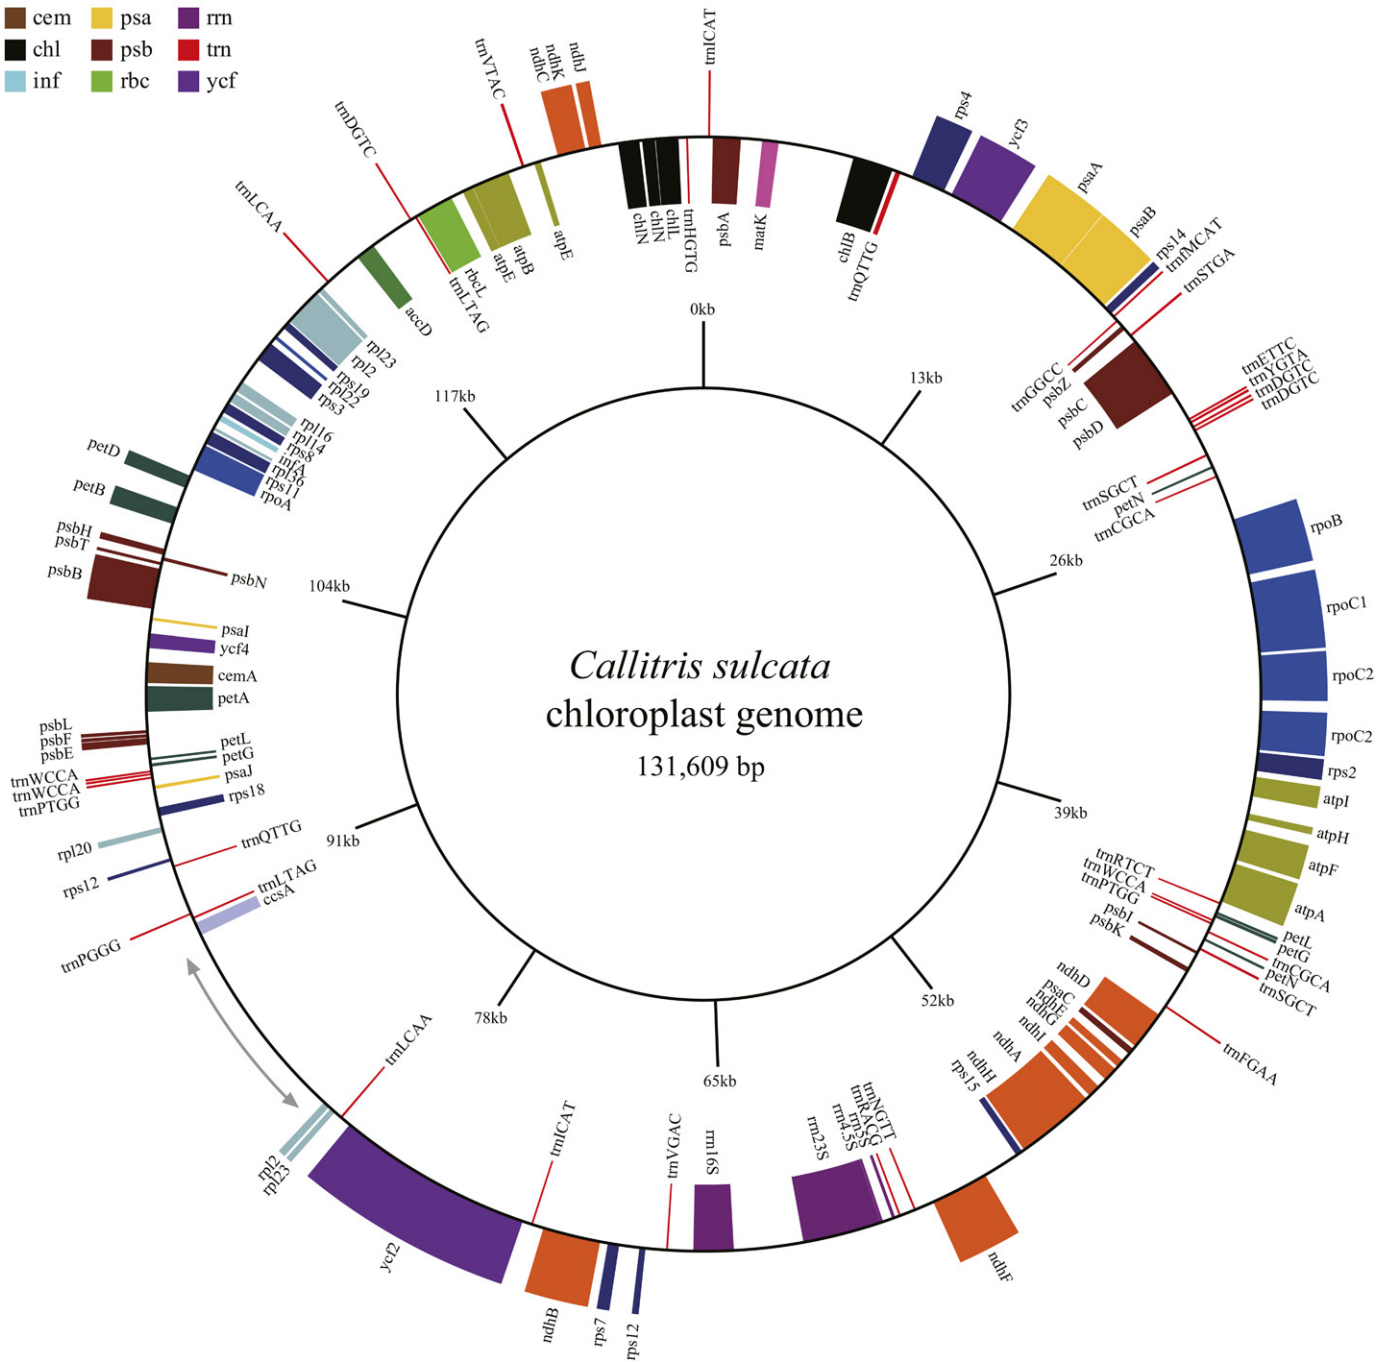 cem
psa
rrn
chl
psb
trn
inf
rbc
ycf
trnICAT
ndhJ
ndhK
ndhC
trnVTAC
trnDGTC
trnLCAA
rps4
ycf3
psaA
psaB
rps14
trnfMCAT
trnSTGA
trnETTC
trnYGTA
trnDGTC
trnDGTC
chlN
chlN
chlL
trnHGTG
psbA
matK
chlB
trnQTTG
atpE
atpB
atpE
rbcL
trnLTAG
accD
rpl23
rpl2
rps19
rpl22
rps3
rpl16
rpl14
rps8
infA
rpl36
rps11
rpoA
trnGGCC
psbZ
psbC
psbD
trnSGCT
petN
trnCGCA
rpoB
rpoC1
rpoC2
rpoC2
rps2
atpI
atpH
atpF
atpA
petL
petG
trnCGCA
petN
trnSGCT
trnFGAA
petD
petB
psbH
psbT
psbB
psbN
psaI
ycf4
cemA
petA
psbL
psbF
psbE
trnWCCA
trnWCCA
trnPTGG
petL
petG
psaJ
rps18
rpl20
rps12
trnQTTG
trnLTAG
ccsA
trnPGGG
0kb
13kb
26kb
39kb
52kb
65kb
78kb
91kb
104kb
117kb
Callitris sulcata
chloroplast genome
131,609 bp
trnRTCT
trnWCCA
trnPTGG
psbI
psbK
ndhD
psaC
ndhE
ndhG
ndhI
ndhA
ndhH
rps15
trnNGTT
trnRACG
rrn5S
rrn4.5S
rrn23S
rrn16S
trnVGAC
trnICAT
trnLCAA
rpl2
rpl23
ycf2
ndhB
rps7
rps12
ndhF